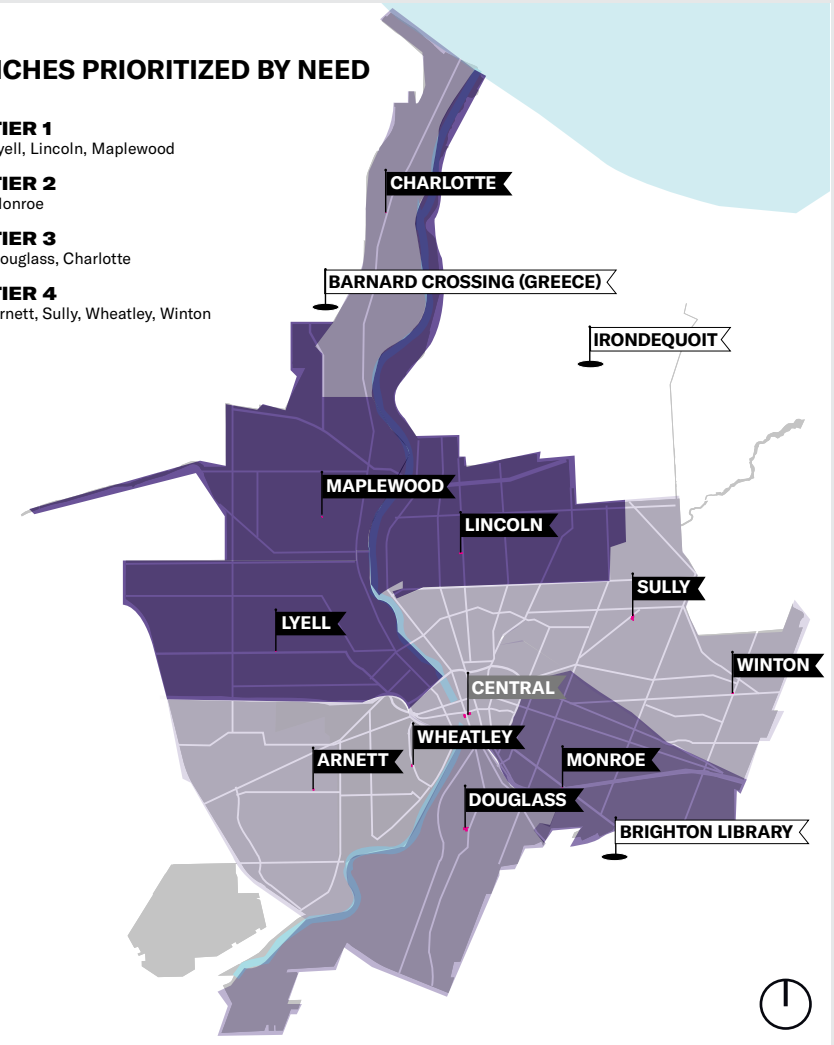 NCHES PRIORITIZED BY NEED
TIER 1
yell, Lincoln, Maplewood
TIER 2
Monroe
TIER 3
ouglass, Charlotte
TIER 4
rnett, Sully, Wheatley, Winton
CHARLOTTE
BARNARD CROSSING (GREECE)
IRONDEQUOIT
MAPLEWOOD
LINCOLN
SULLY
LYELL
WINTON
CENTRAL
WHEATLEY
ARNETT
MONROE
DOUGLASS
BRIGHTON LIBRARY